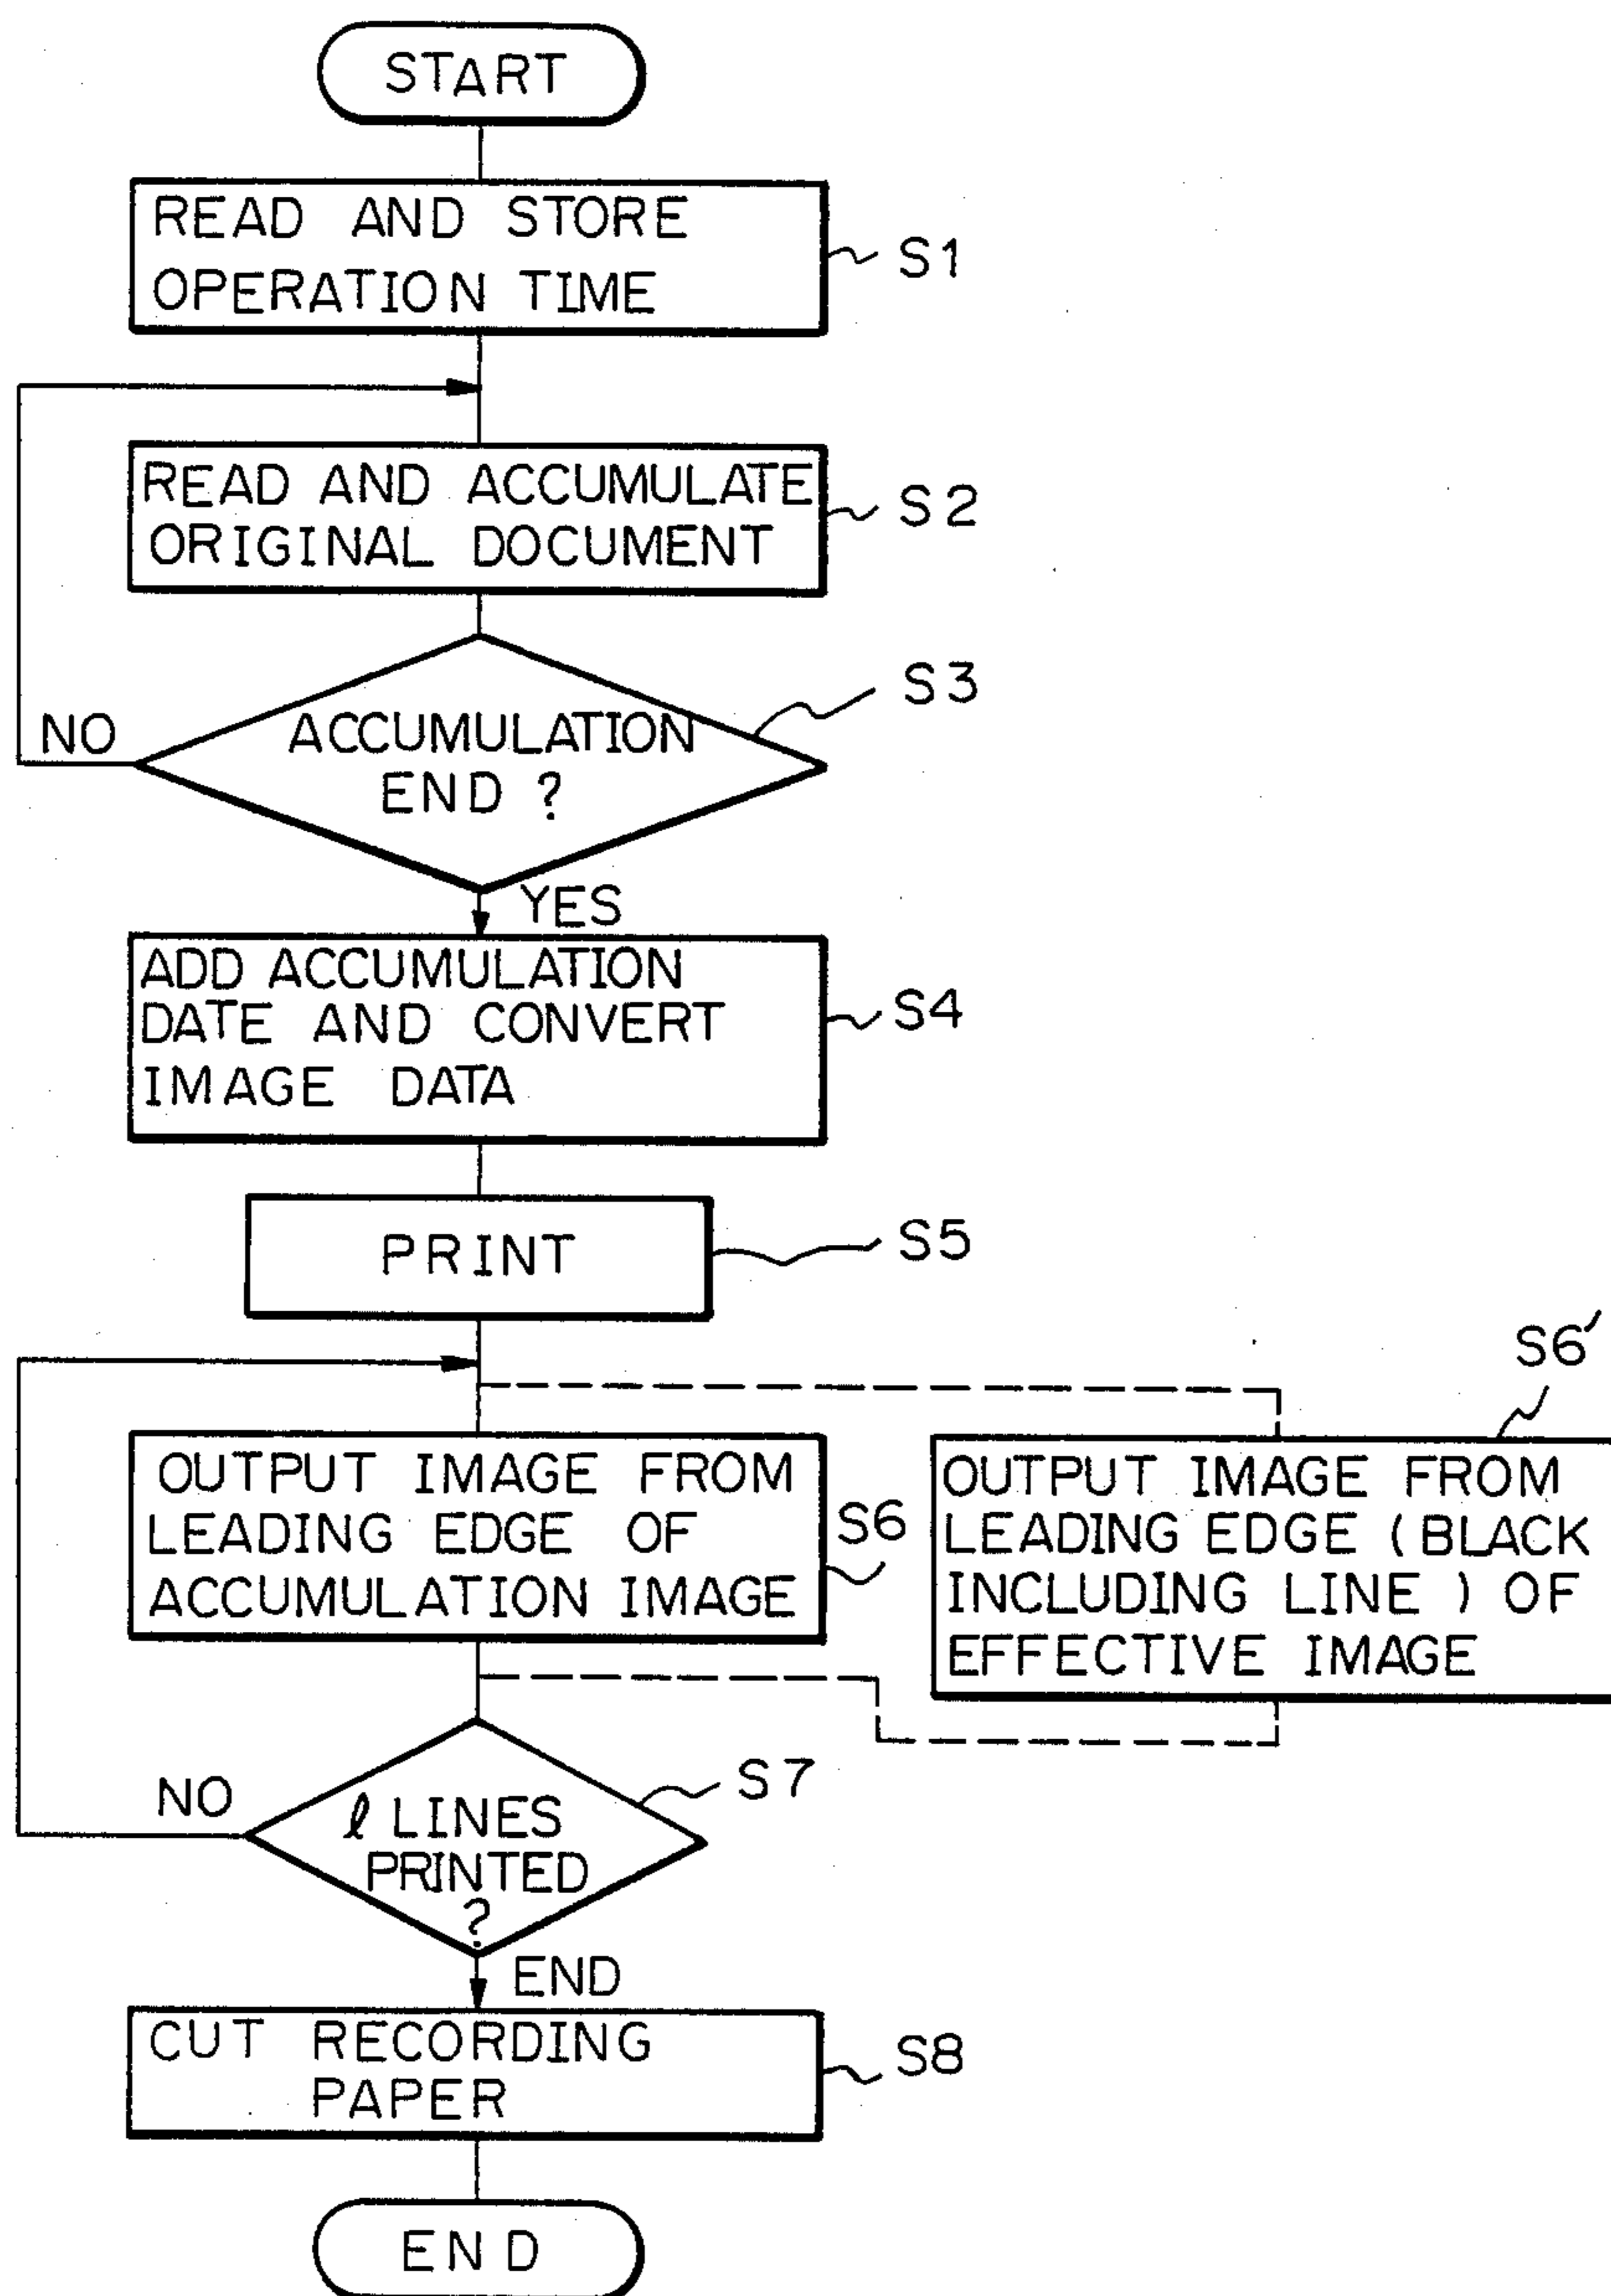 START
READ AND STORE
OPERATION TIME
S1
READ AND ACCUMULATE
ORIGINAL DOCUMENT
S2
ACCUMULATION
END ?
S3
NO
YES
ADD ACCUMULATION
DATE AND CONVERT
IMAGE DATA
S4
PRINT
S5
OUTPUT IMAGE FROM
LEADING EDGE OF
ACCUMULATION IMAGE
S6
S6'
OUTPUT IMAGE FROM
LEADING EDGE (BLACK
INCLUDING LINE) OF
EFFECTIVE IMAGE
ℓ LINES
PRINTED
?
S7
NO
END
CUT RECORDING
PAPER
S8
END